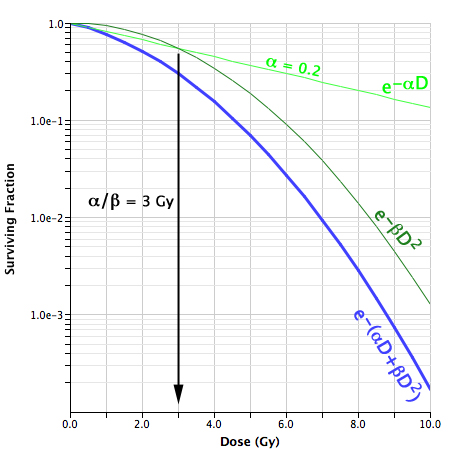 1.0
α = 0.2
e-αD
1.0e-1
α/β = 3 Gy
Surviving Fraction
1.0e-2
e-βD²
1.0e-3
e-(αD+βD²)
0.0 2.0 4.0 6.0 8.0 10.0
Dose (Gy)